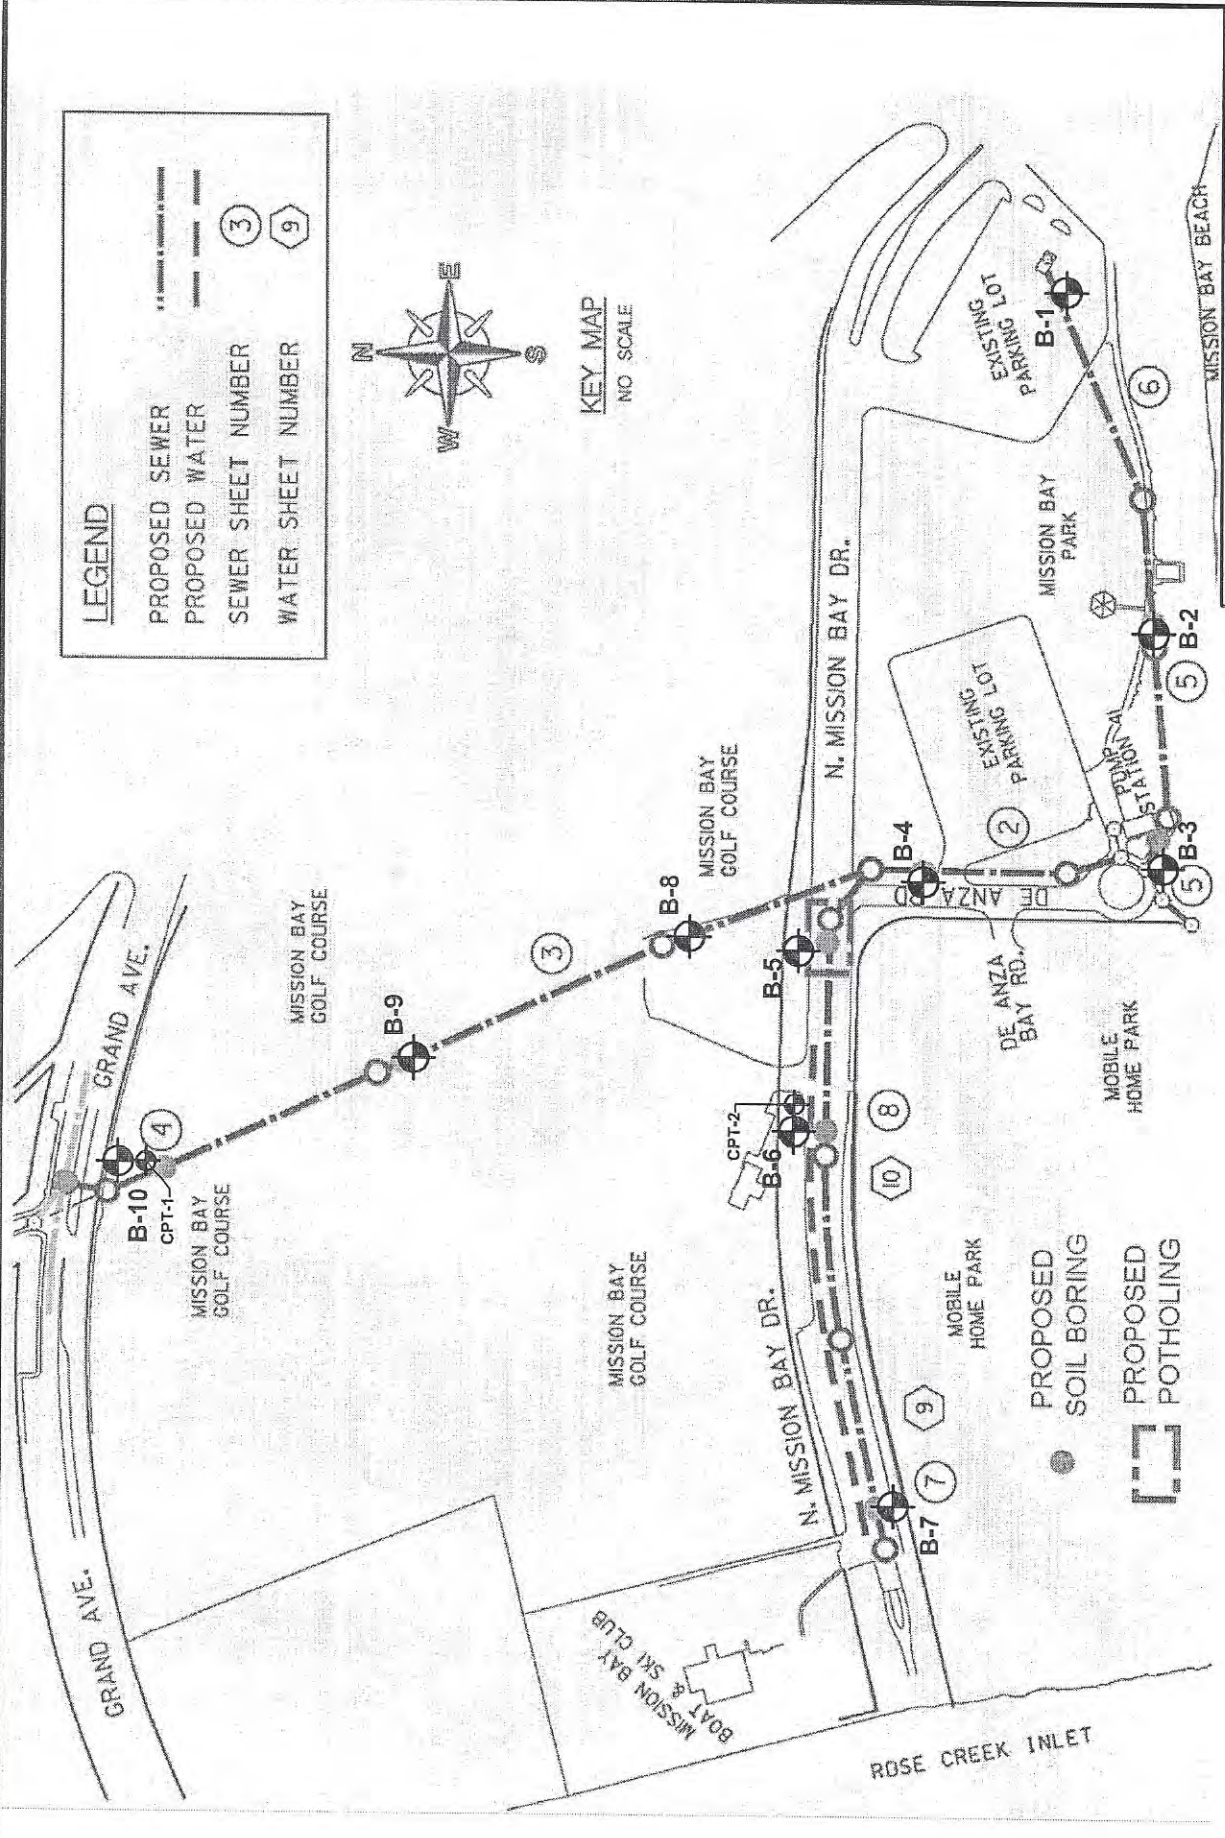 LEGEND
PROPOSED SEWER
PROPOSED WATER
SEWER SHEET NUMBER 3
WATER SHEET NUMBER 9
N
E
S
W
KEY MAP
NO SCALE
GRAND AVE.
GRAND AVE.
B-10
CPT-1
4
MISSION BAY
GOLF COURSE
MISSION BAY
GOLF COURSE
B-9
3
B-8
MISSION BAY
GOLF COURSE
MISSION BAY
GOLF COURSE
N. MISSION BAY DR.
N. MISSION BAY DR.
B-5
B-6
CPT-2
8
10
B-7
7
9
MISSION BAY
BOAT & SKI CLUB
ROSE CREEK INLET
MOBILE
HOME PARK
MOBILE
HOME PARK
DE ANZA
BAY RD.
DE ANZA RD
B-4
2
EXISTING
PARKING LOT
PUMP
STATION
B-3
5
B-2
5
MISSION BAY
PARK
EXISTING
PARKING LOT
B-1
6
MISSION BAY BEACH
PROPOSED
SOIL BORING
PROPOSED
POTHOLING